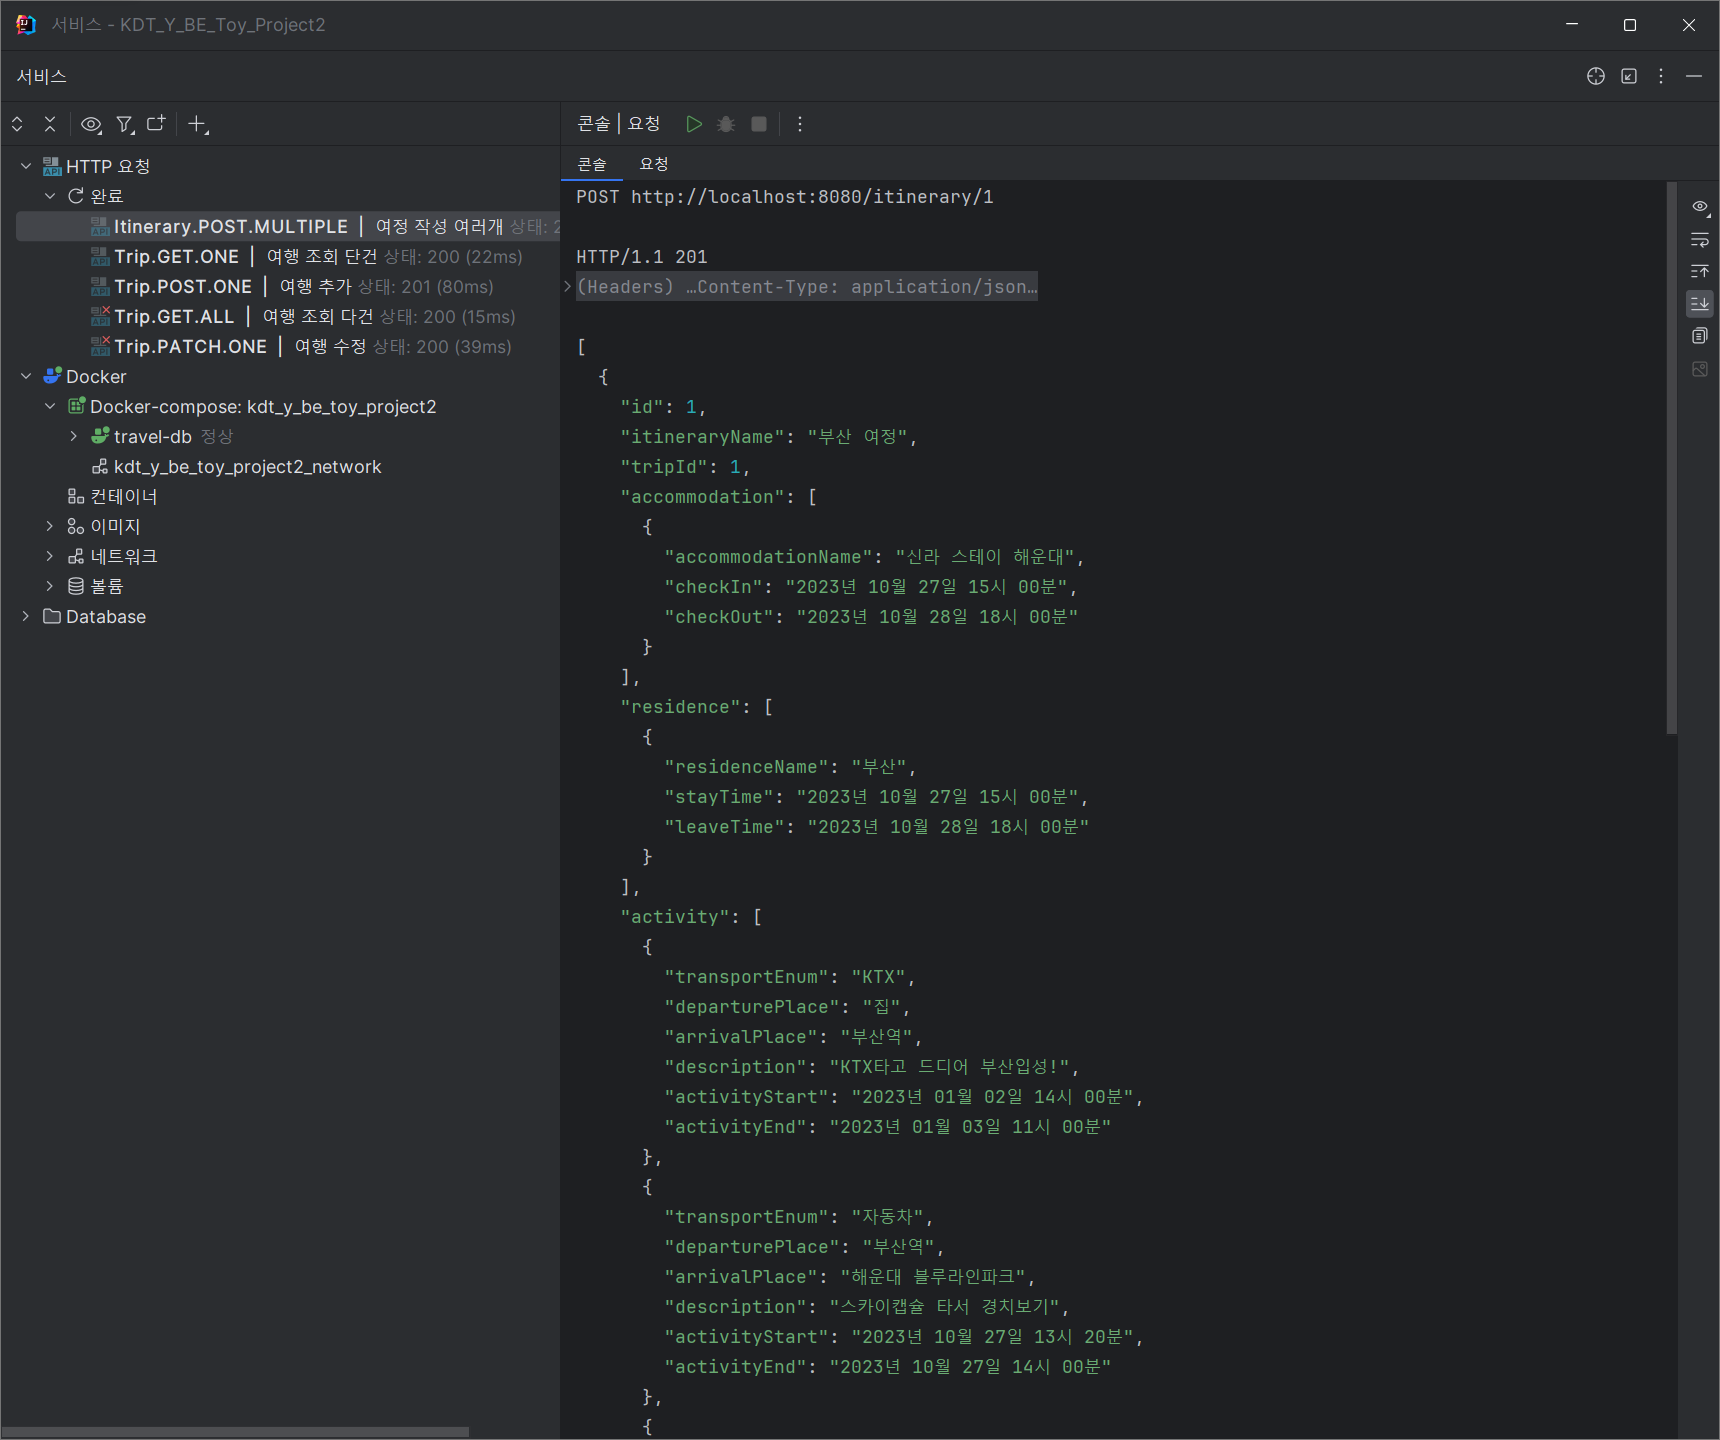 서비스 - KDT_Y_BE_Toy_Project2
서비스
콘솔 | 요청
HTTP 요청
완료
Itinerary.POST.MULTIPLE | 여정 작성 여러개 상태: 2
Trip.GET.ONE | 여행 조회 단건 상태: 200 (22ms)
Trip.POST.ONE | 여행 추가 상태: 201 (80ms)
Trip.GET.ALL | 여행 조회 다건 상태: 200 (15ms)
Trip.PATCH.ONE | 여행 수정 상태: 200 (39ms)
Docker
Docker-compose: kdt_y_be_toy_project2
travel-db 정상
kdt_y_be_toy_project2_network
컨테이너
이미지
네트워크
볼륨
Database
콘솔 요청
POST http://localhost:8080/itinerary/1
HTTP/1.1 201
(Headers) …Content-Type: application/json…
[
{
"id": 1,
"itineraryName": "부산 여정",
"tripId": 1,
"accommodation": [
{
"accommodationName": "신라 스테이 해운대",
"checkIn": "2023년 10월 27일 15시 00분",
"checkOut": "2023년 10월 28일 18시 00분"
}
],
"residence": [
{
"residenceName": "부산",
"stayTime": "2023년 10월 27일 15시 00분",
"leaveTime": "2023년 10월 28일 18시 00분"
}
],
"activity": [
{
"transportEnum": "KTX",
"departurePlace": "집",
"arrivalPlace": "부산역",
"description": "KTX타고 드디어 부산입성!",
"activityStart": "2023년 01월 02일 14시 00분",
"activityEnd": "2023년 01월 03일 11시 00분"
},
{
"transportEnum": "자동차",
"departurePlace": "부산역",
"arrivalPlace": "해운대 블루라인파크",
"description": "스카이캡슐 타서 경치보기",
"activityStart": "2023년 10월 27일 13시 20분",
"activityEnd": "2023년 10월 27일 14시 00분"
},
{